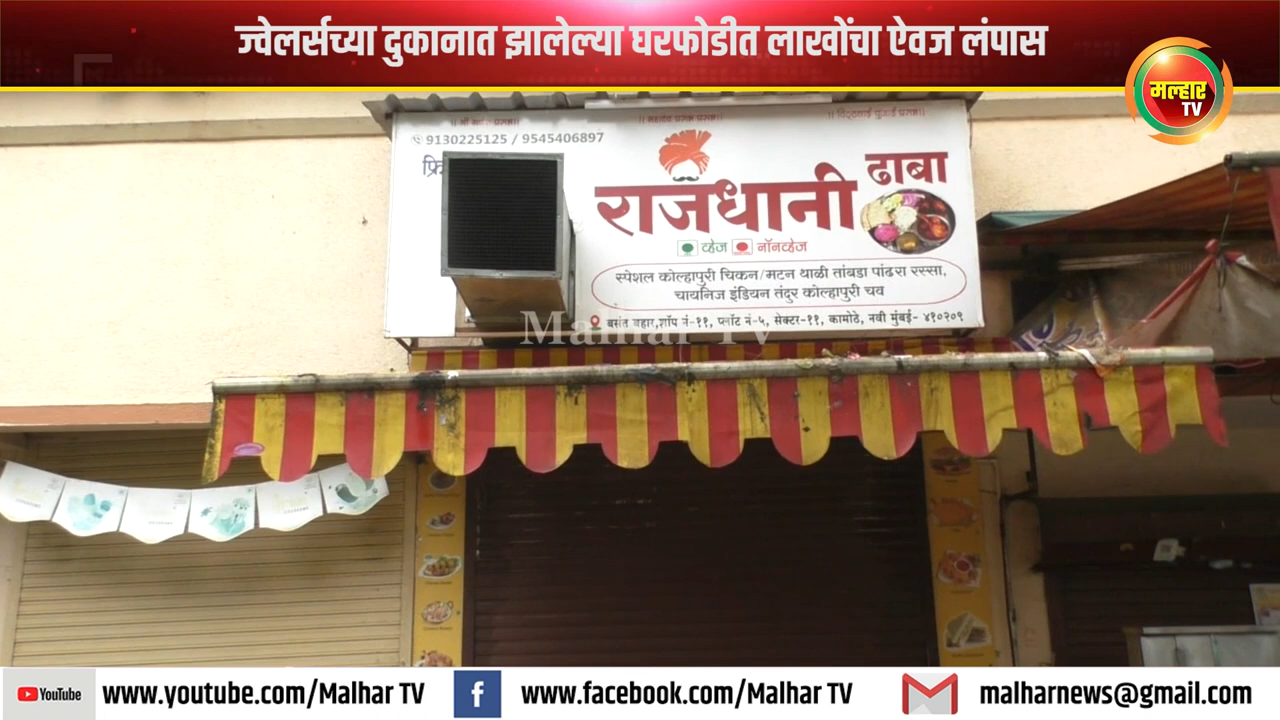 ज्वेलर्सच्या दुकानात झालेल्या घरफोडीत लाखोंचा ऐवज लंपास
मल्हार
TV
9130225125 / 9545406897
फ्रि
राजधानी ढाबा
व्हेज नॉनव्हेज
स्पेशल कोल्हापुरी चिकन/मटन थाळी तांबडा पांढरा रस्सा,
चायनिज इंडियन तंदुर कोल्हापुरी चव
बसंत बहार,शॉप नं-११, प्लॉट नं-५, सेक्टर-११, कामोठे, नवी मुंबई- ४१०२०९
Malhar TV
YouTube www.youtube.com/Malhar TV
f www.facebook.com/Malhar TV
malharnews@gmail.com